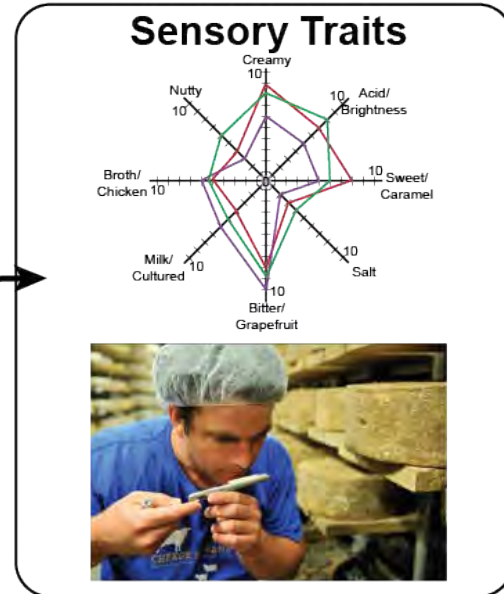 Sensory Traits
Creamy
10
Nutty
10
10
Acid/
Brightness
Broth/
Chicken
10
10
Sweet/
Caramel
Milk/
Cultured
10
10
Salt
10
Bitter/
Grapefruit